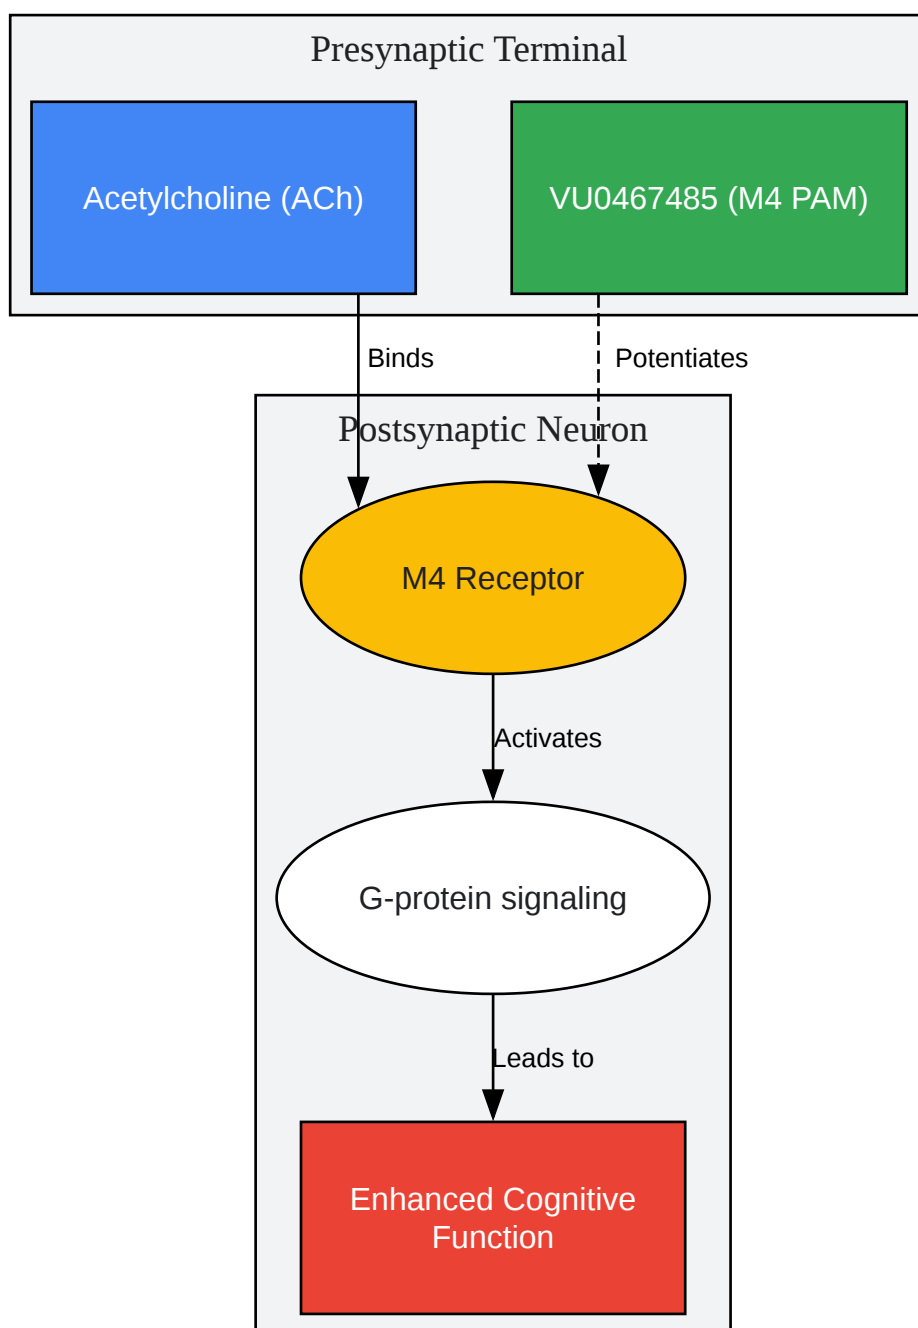 Presynaptic Terminal
Acetylcholine (ACh)
VU0467485 (M4 PAM)
Binds
Potentiates
Postsynaptic Neuron
M4 Receptor
Activates
G-protein signaling
Leads to
Enhanced Cognitive
Function